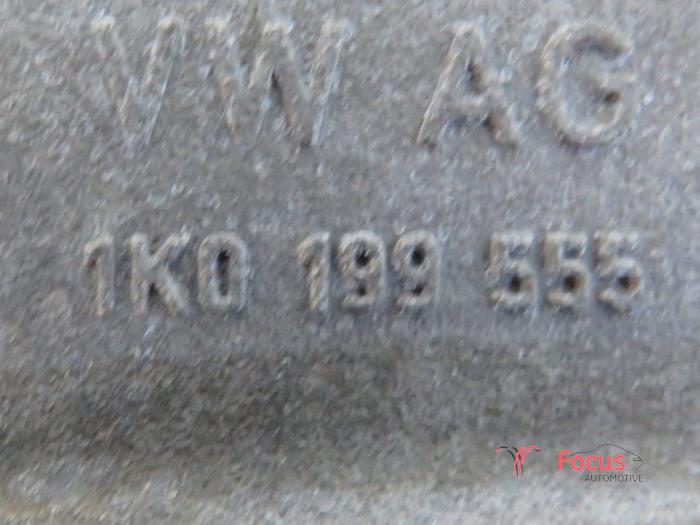 VW AG
1K0 199 555
Focus
AUTOMOTIVE